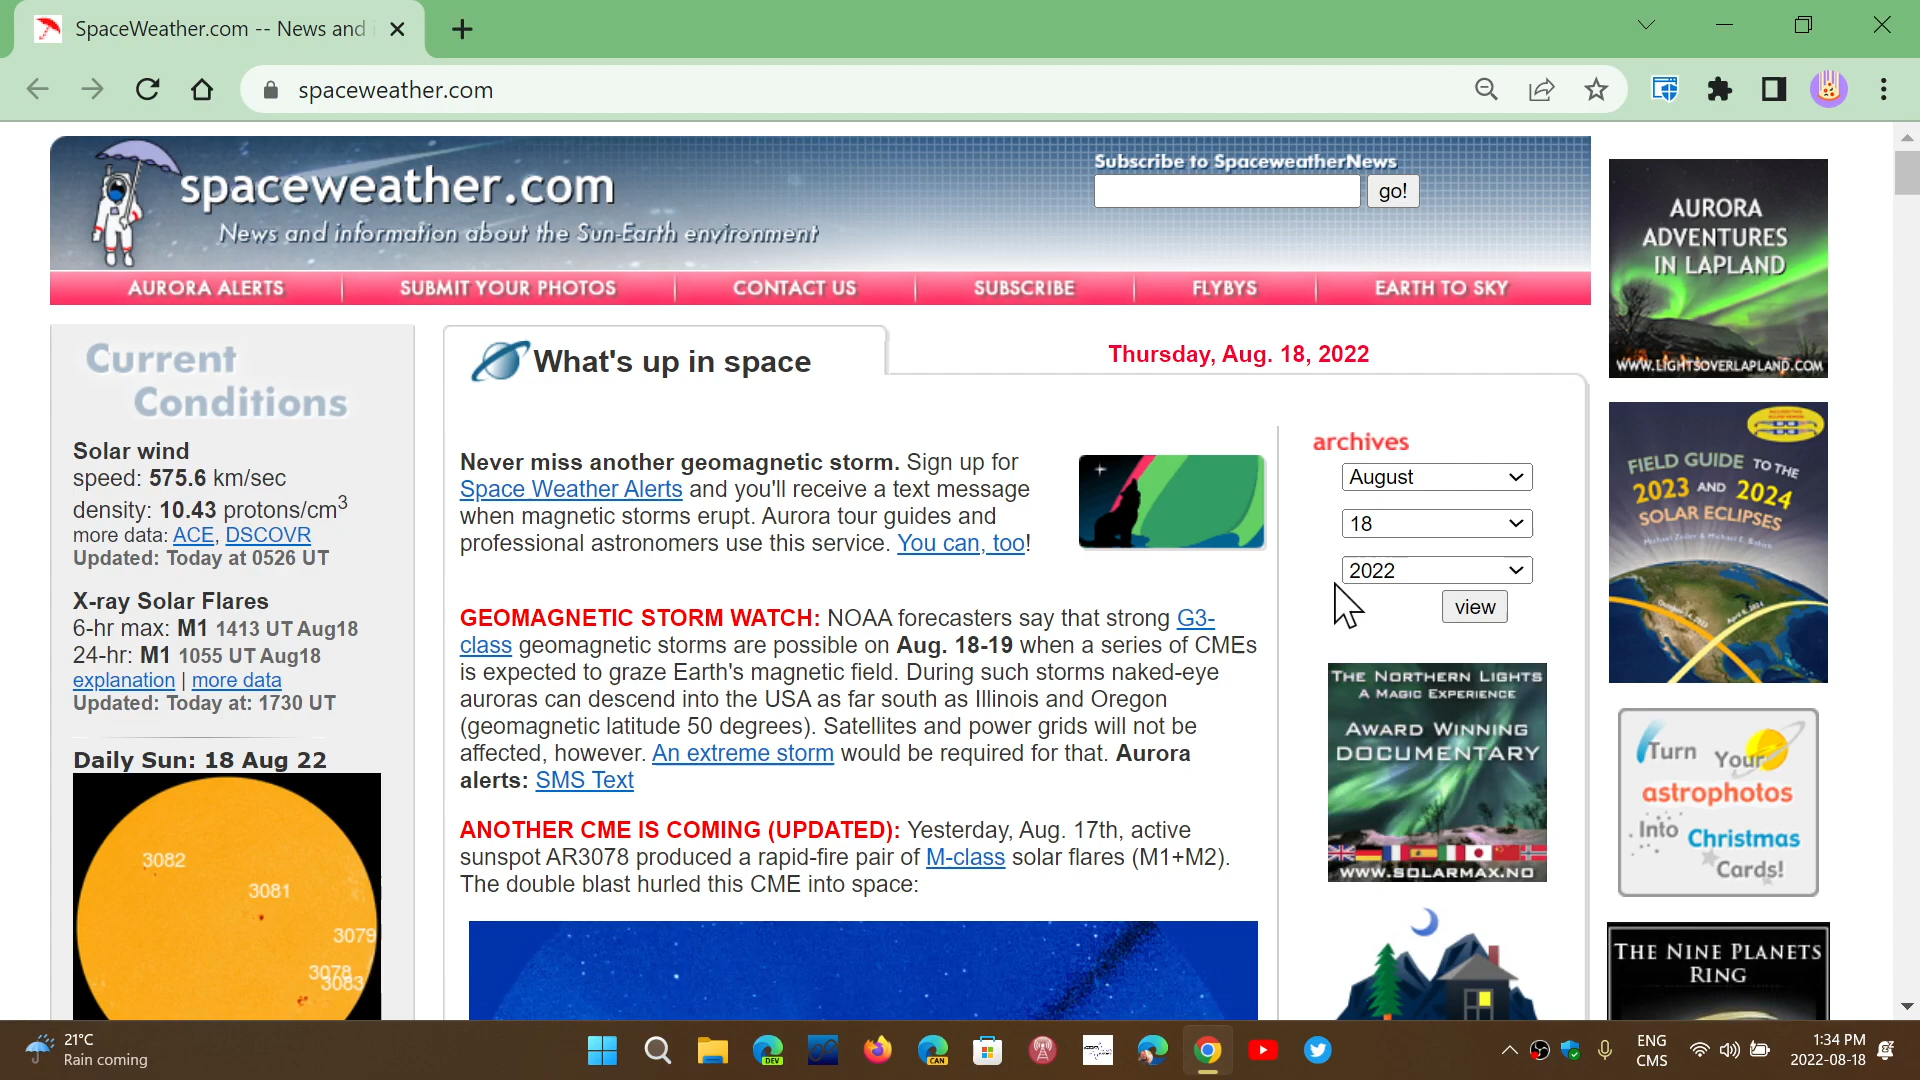 SpaceWeather.com -- News and
spaceweather.com
spaceweather.com
News and information about the Sun-Earth environment
Subscribe to SpaceweatherNews
go!
AURORA ALERTS
SUBMIT YOUR PHOTOS
CONTACT US
SUBSCRIBE
FLYBYS
EARTH TO SKY
Current
Conditions
Solar wind
speed: 575.6 km/sec
density: 10.43 protons/cm3
more data: ACE, DSCOVR
Updated: Today at 0526 UT
X-ray Solar Flares
6-hr max: M1 1413 UT Aug18
24-hr: M1 1055 UT Aug18
explanation | more data
Updated: Today at: 1730 UT
Daily Sun: 18 Aug 22
3082
3081
3079
3078
3083
What's up in space
Thursday, Aug. 18, 2022
Never miss another geomagnetic storm. Sign up for
Space Weather Alerts and you'll receive a text message
when magnetic storms erupt. Aurora tour guides and
professional astronomers use this service. You can, too!
GEOMAGNETIC STORM WATCH: NOAA forecasters say that strong G3-
class geomagnetic storms are possible on Aug. 18-19 when a series of CMEs
is expected to graze Earth's magnetic field. During such storms naked-eye
auroras can descend into the USA as far south as Illinois and Oregon
(geomagnetic latitude 50 degrees). Satellites and power grids will not be
affected, however. An extreme storm would be required for that. Aurora
alerts: SMS Text
ANOTHER CME IS COMING (UPDATED): Yesterday, Aug. 17th, active
sunspot AR3078 produced a rapid-fire pair of M-class solar flares (M1+M2).
The double blast hurled this CME into space:
archives
August
18
2022
view
THE NORTHERN LIGHTS
A MAGIC EXPERIENCE
AWARD WINNING
DOCUMENTARY
WWW.SOLARMAX.NO
AURORA
ADVENTURES
IN LAPLAND
WWW.LIGHTSOVERLAPLAND.COM
FIELD GUIDE TO THE
2023 AND 2024
SOLAR ECLIPSES
Turn Your
astrophotos
Into Christmas
Cards!
THE NINE PLANETS
RING
21°C
Rain coming
DEV
CAN
ENG
CMS
1:34 PM
2022-08-18